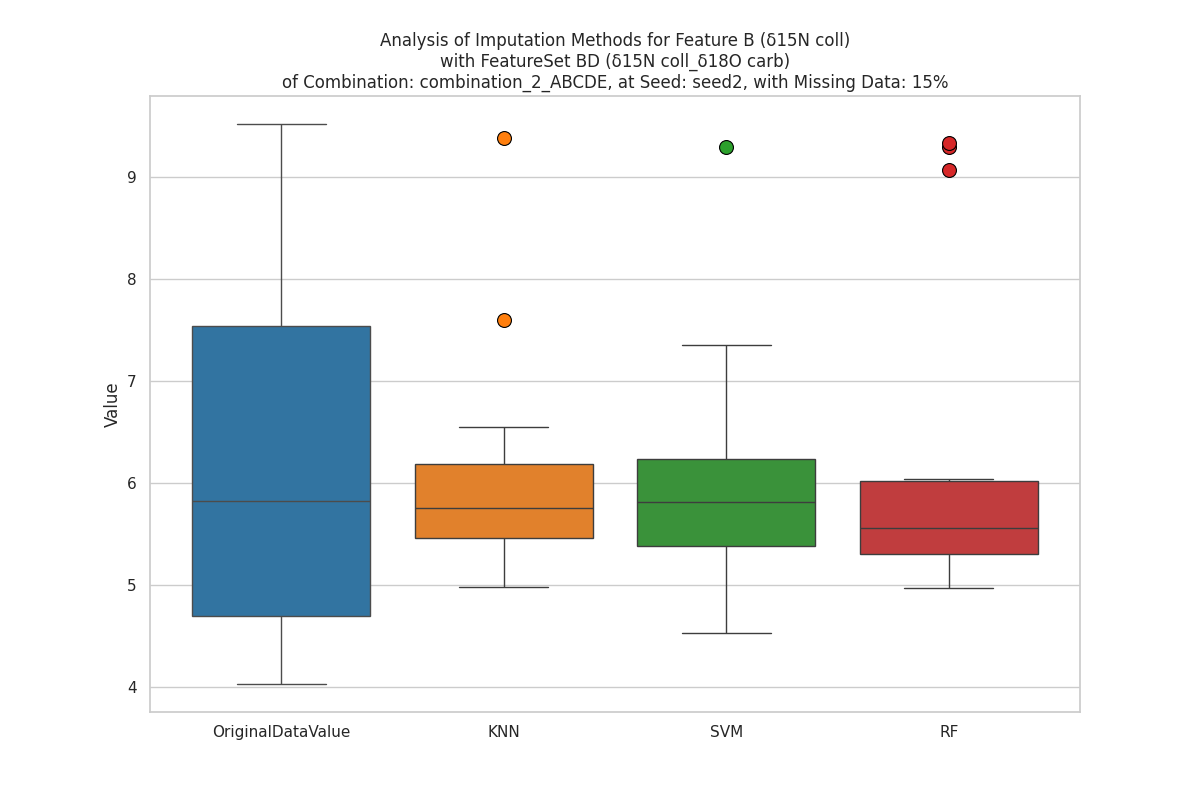 Analysis of Imputation Methods for Feature B (δ15N coll)
with FeatureSet BD (δ15N coll_δ18O carb)
of Combination: combination_2_ABCDE, at Seed: seed2, with Missing Data: 15%
9
8
7
6
5
4
Value
OriginalDataValue
KNN
SVM
RF